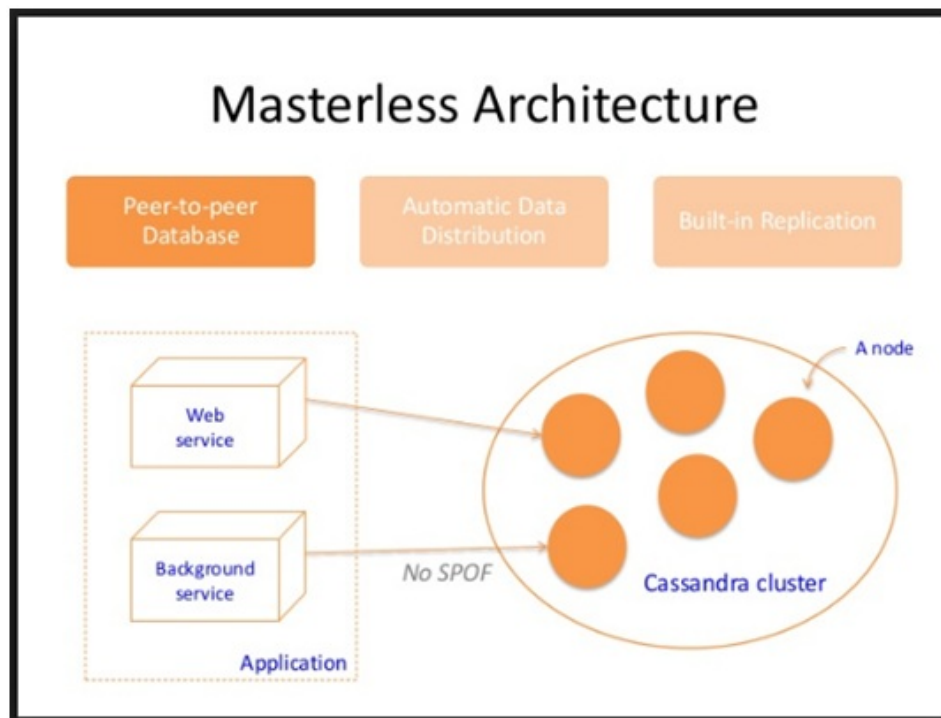 Masterless Architecture
Peer-to-peer
Database
Automatic Data
Distribution
Built-in Replication
A node
Web
service
Background
service
No SPOF
Cassandra cluster
Application